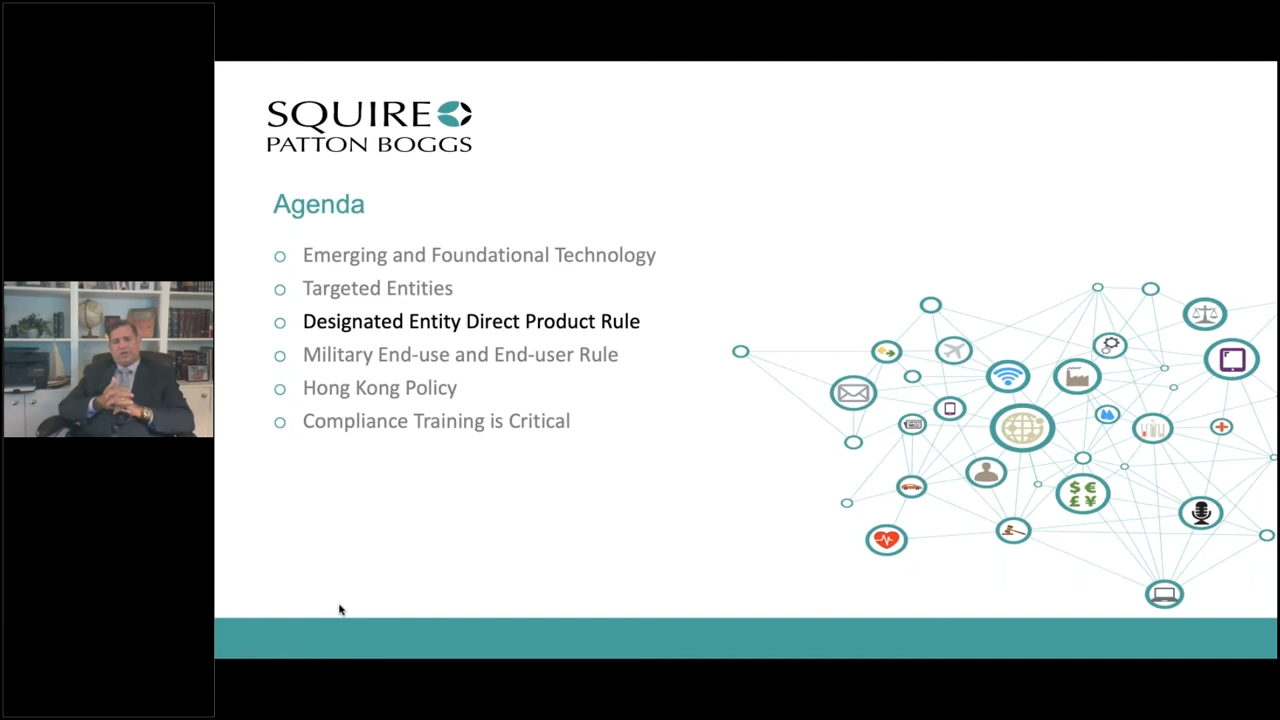 SQUIRE
PATTON BOGGS
Agenda
Emerging and Foundational Technology
Targeted Entities
Designated Entity Direct Product Rule
Military End-use and End-user Rule
Hong Kong Policy
Compliance Training is Critical
$ €
£ ¥